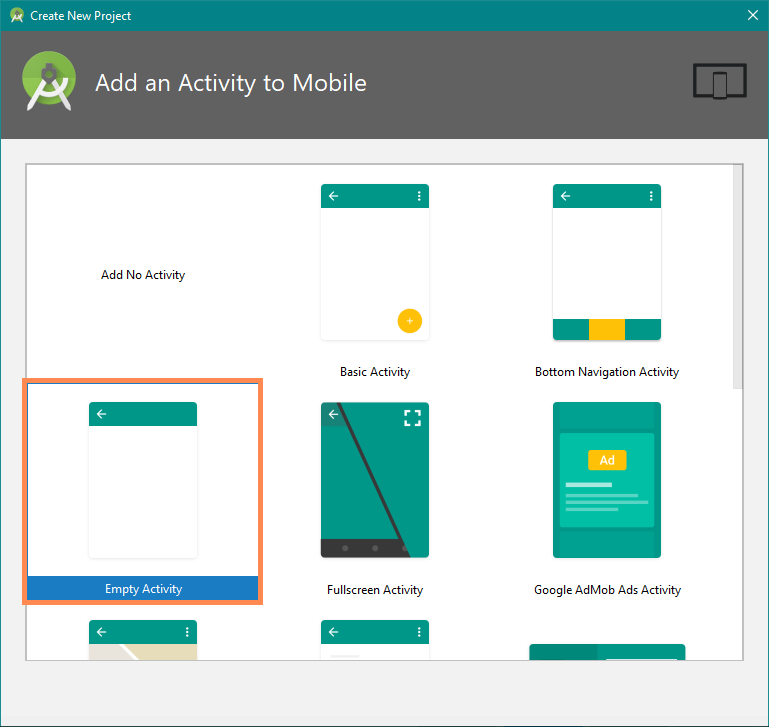 Create New Project
Add an Activity to Mobile
Add No Activity
Basic Activity
Bottom Navigation Activity
Ad
Empty Activity
Fullscreen Activity
Google AdMob Ads Activity